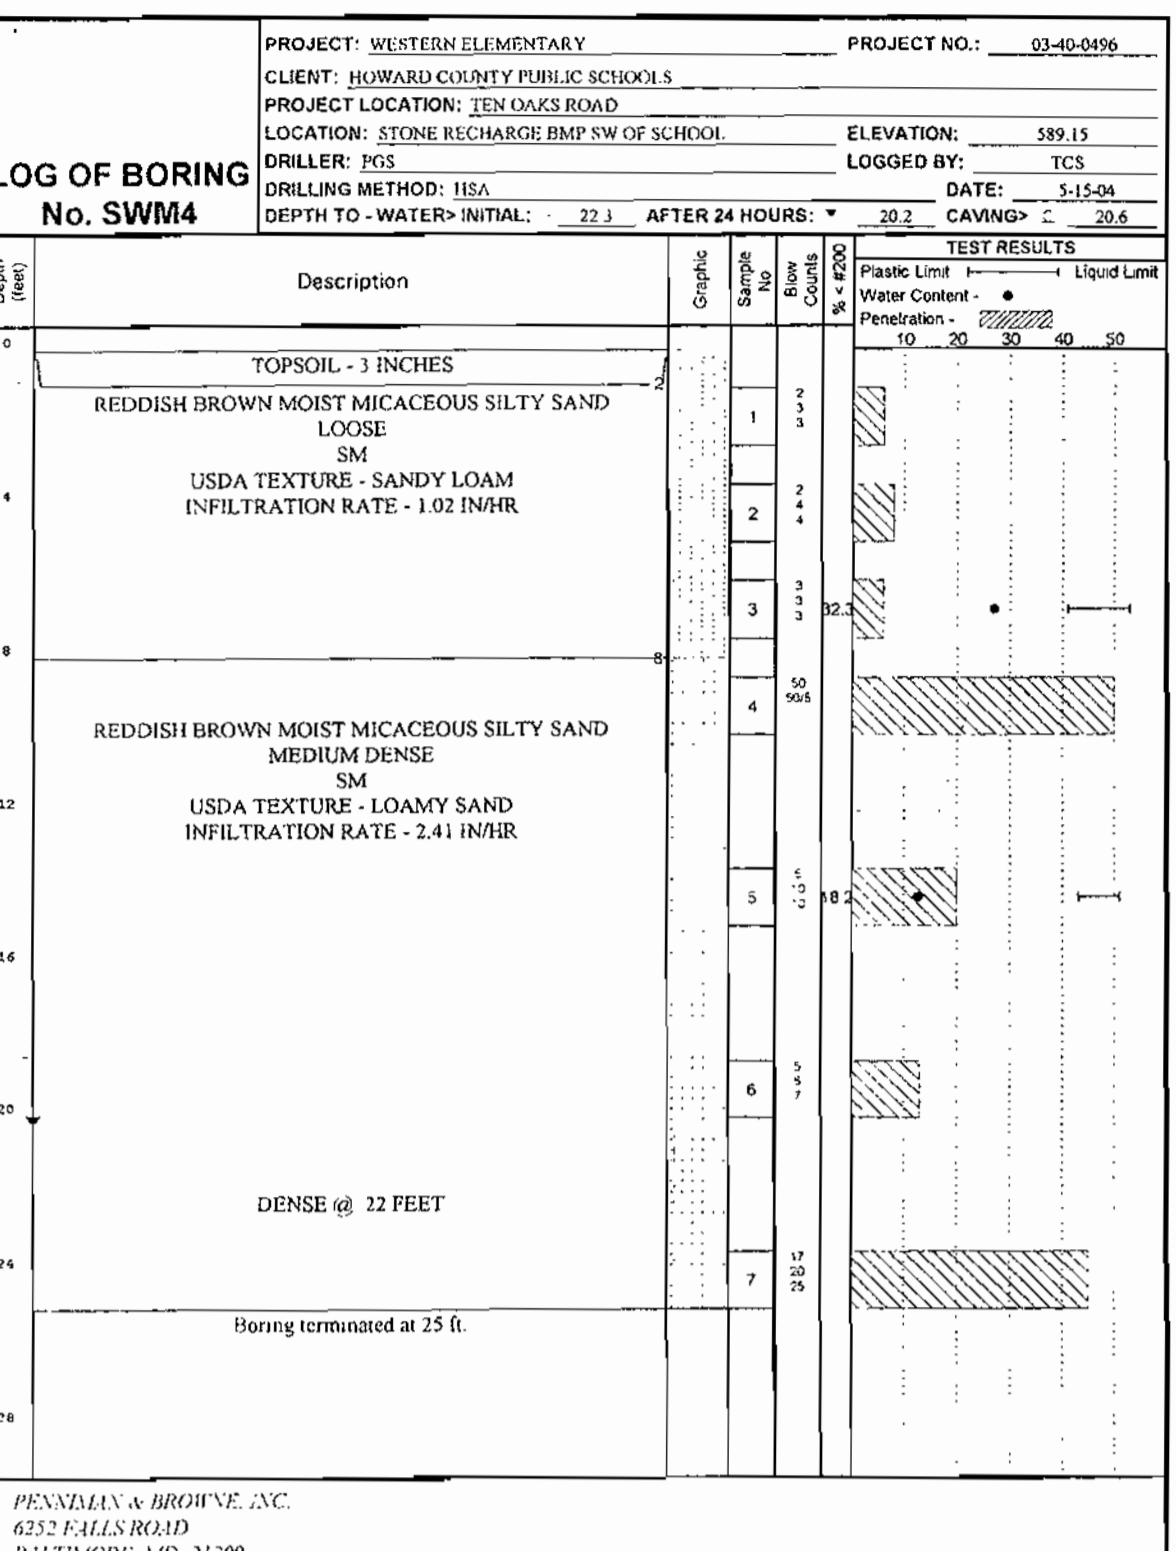 PROJECT: WESTERN ELEMENTARY PROJECT NO.: 03-40-0496
CLIENT: HOWARD COUNTY PUBLIC SCHOOLS
PROJECT LOCATION: TEN OAKS ROAD
LOCATION: STONE RECHARGE BMP SW OF SCHOOL ELEVATION: 589.15
LOG OF BORING
No. SWM4
DRILLER: PGS LOGGED BY: TCS
DRILLING METHOD: HSA DATE: 5-15-04
DEPTH TO - WATER> INITIAL: 22.3 AFTER 24 HOURS: 20.2 CAVING> C 20.6
Depth (feet)
Description
Graphic
Sample No
Blow Counts
% < #200
TEST RESULTS
Plastic Limit Liquid Limit
Water Content -
Penetration -
10 20 30 40 50
0
TOPSOIL - 3 INCHES
REDDISH BROWN MOIST MICACEOUS SILTY SAND
LOOSE
SM
USDA TEXTURE - SANDY LOAM
INFILTRATION RATE - 1.02 IN/HR
1
2
3
3
4
2
2
4
4
3
3
3
3
32.3
8
8
4
50
50/5
REDDISH BROWN MOIST MICACEOUS SILTY SAND
MEDIUM DENSE
SM
USDA TEXTURE - LOAMY SAND
INFILTRATION RATE - 2.41 IN/HR
12
5
18.2
16
6
5
7
20
DENSE @ 22 FEET
24
7
17
20
25
Boring terminated at 25 ft.
28
PENNIMAN & BROWNE, INC.
6252 FALLS ROAD
BALTIMORE, MD